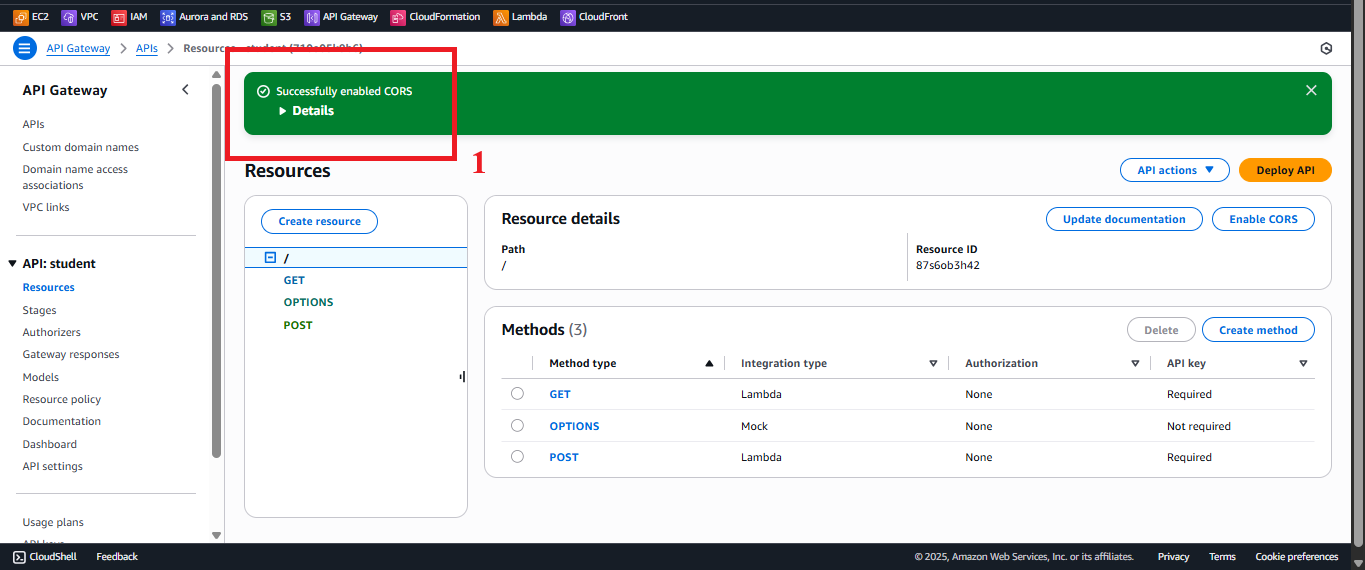 EC2 VPC IAM Aurora and RDS S3 API Gateway CloudFormation Lambda CloudFront
API Gateway > APIs > Resources - student
API Gateway
APIs
Custom domain names
Domain name access
associations
VPC links
API: student
Resources
Stages
Authorizers
Gateway responses
Models
Resource policy
Documentation
Dashboard
API settings
Usage plans
Successfully enabled CORS
Details
1
Resources
API actions
Deploy API
Create resource
/
GET
OPTIONS
POST
Resource details
Update documentation
Enable CORS
Path
/
Resource ID
87s6ob3h42
Methods (3)
Delete
Create method
Method type Integration type Authorization API key
GET Lambda None Required
OPTIONS Mock None Not required
POST Lambda None Required
CloudShell Feedback © 2025, Amazon Web Services, Inc. or its affiliates. Privacy Terms Cookie preferences